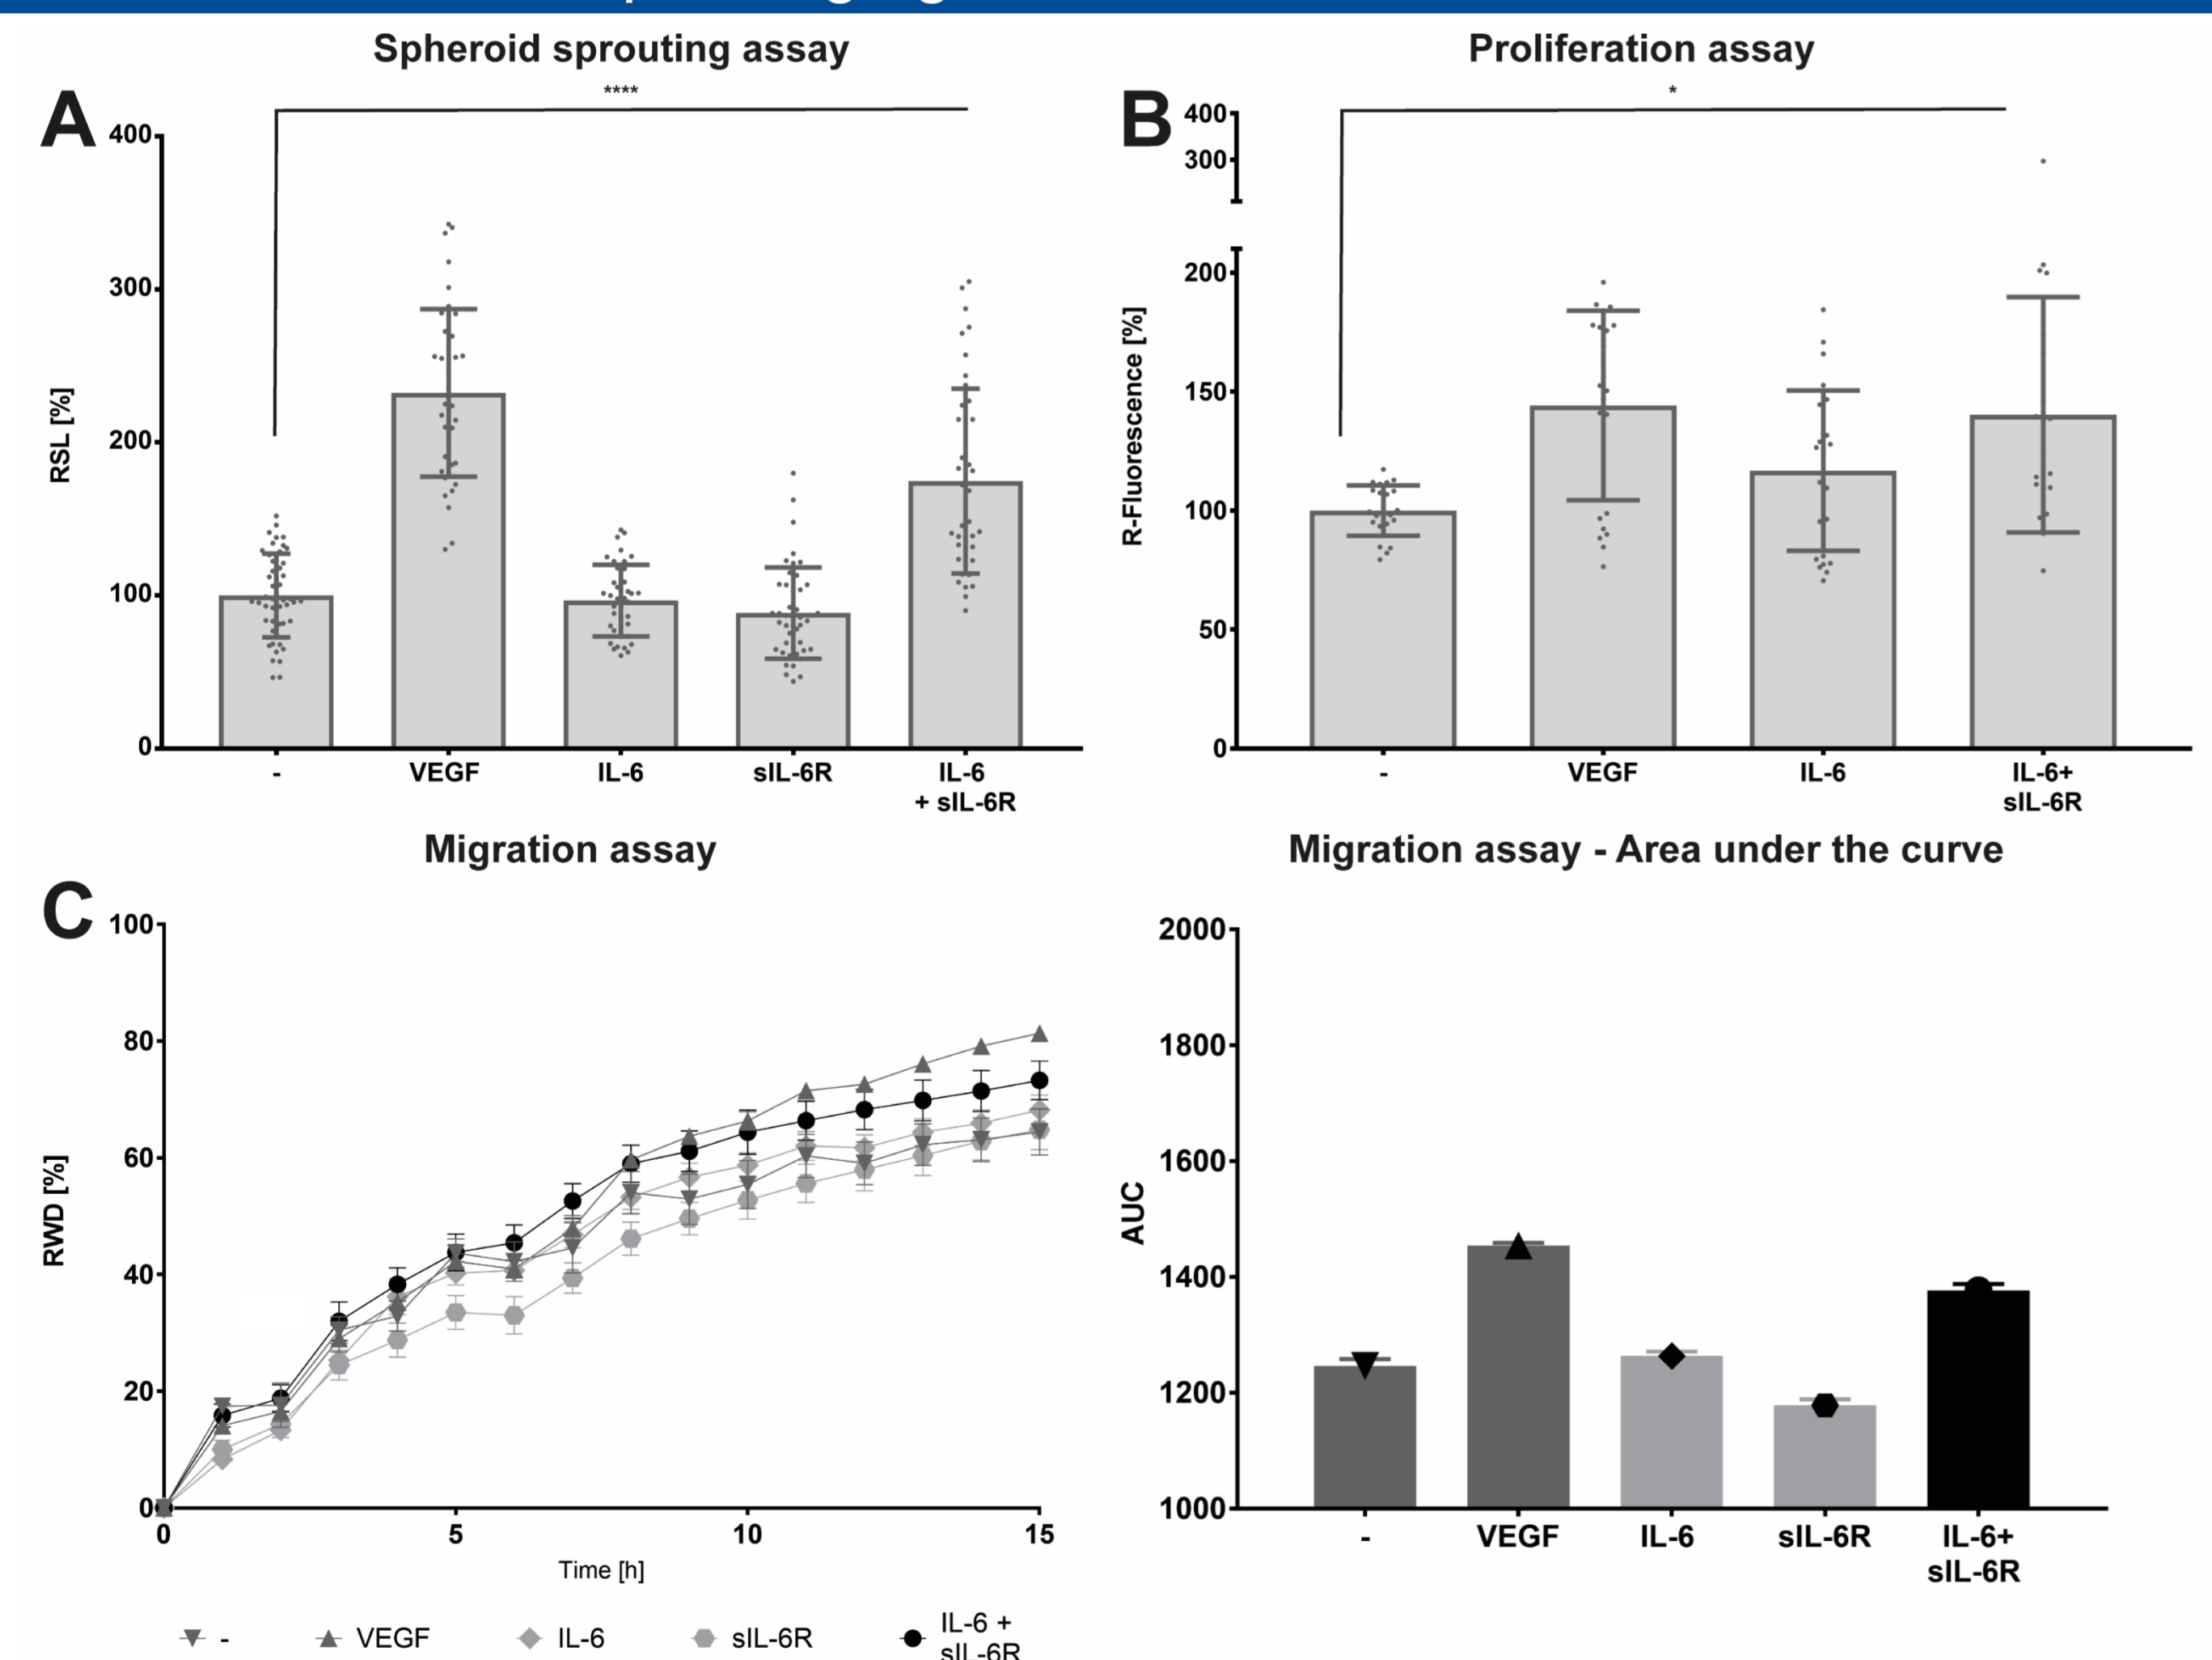 Spheroid sprouting assay
A
****
400
300
200
100
0
RSL [%]
-
VEGF
IL-6
sIL-6R
IL-6
+ sIL-6R
Proliferation assay
B
*
400
300
200
150
100
50
0
R-Fluorescence [%]
-
VEGF
IL-6
IL-6+
sIL-6R
Migration assay
C
100
80
60
40
20
0
RWD [%]
0
5
10
15
Time [h]
-
VEGF
IL-6
sIL-6R
IL-6 +
sIL-6R
Migration assay - Area under the curve
2000
1800
1600
1400
1200
1000
AUC
-
VEGF
IL-6
sIL-6R
IL-6+
sIL-6R